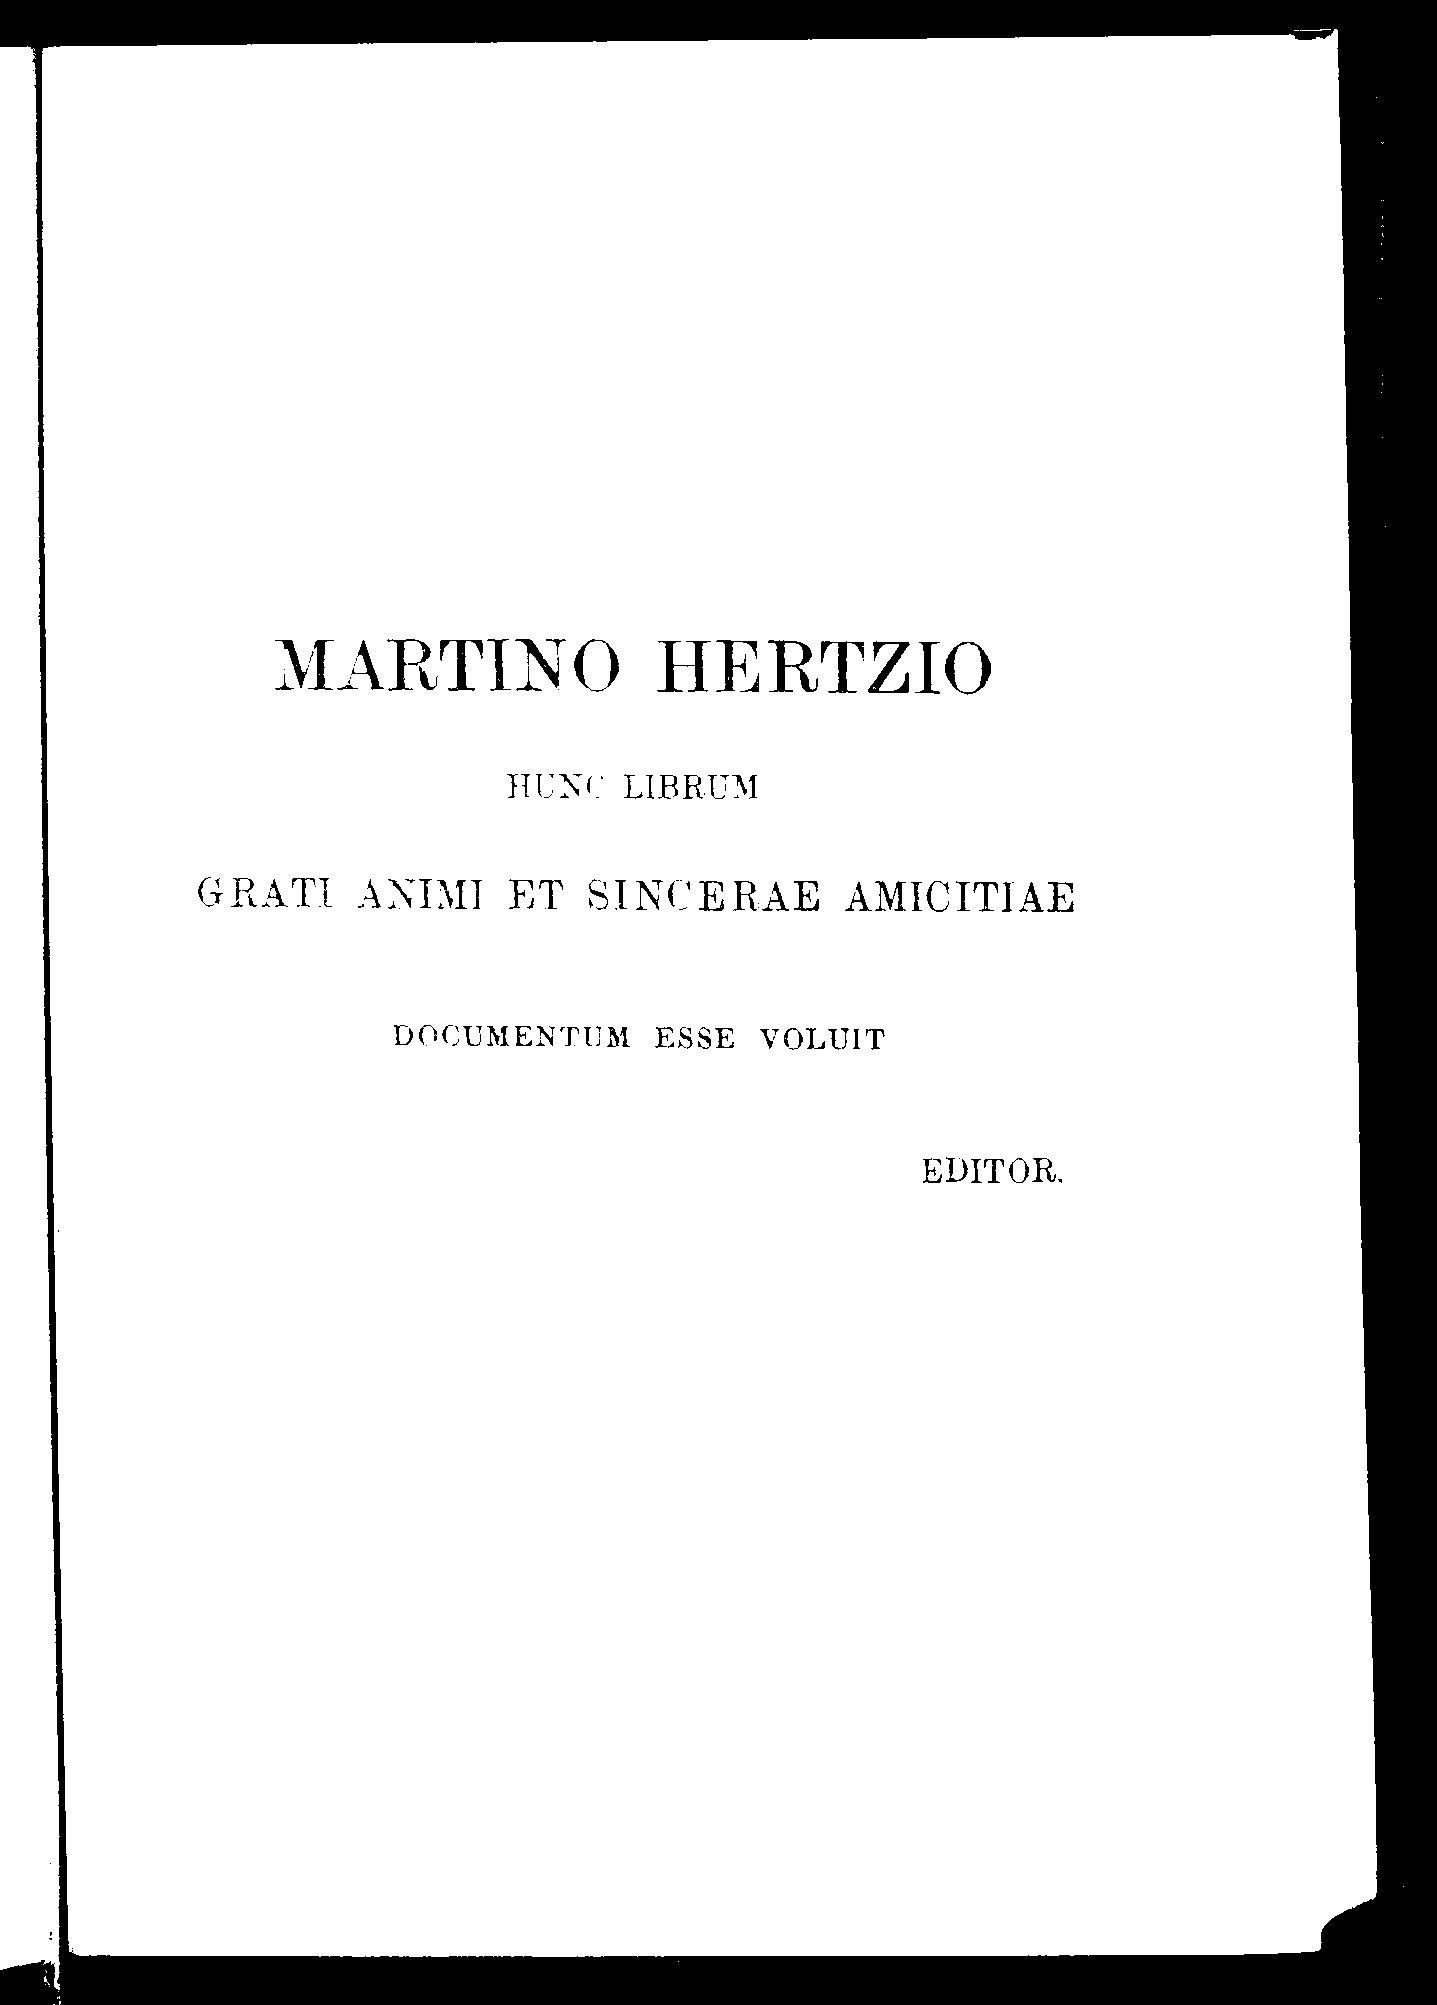 MARTINO HERTZIO
HUNC LIBRUM
GRATI ANIMI ET SINCERAE AMICITIAE
DOCUMENTUM ESSE VOLUIT
EDITOR.